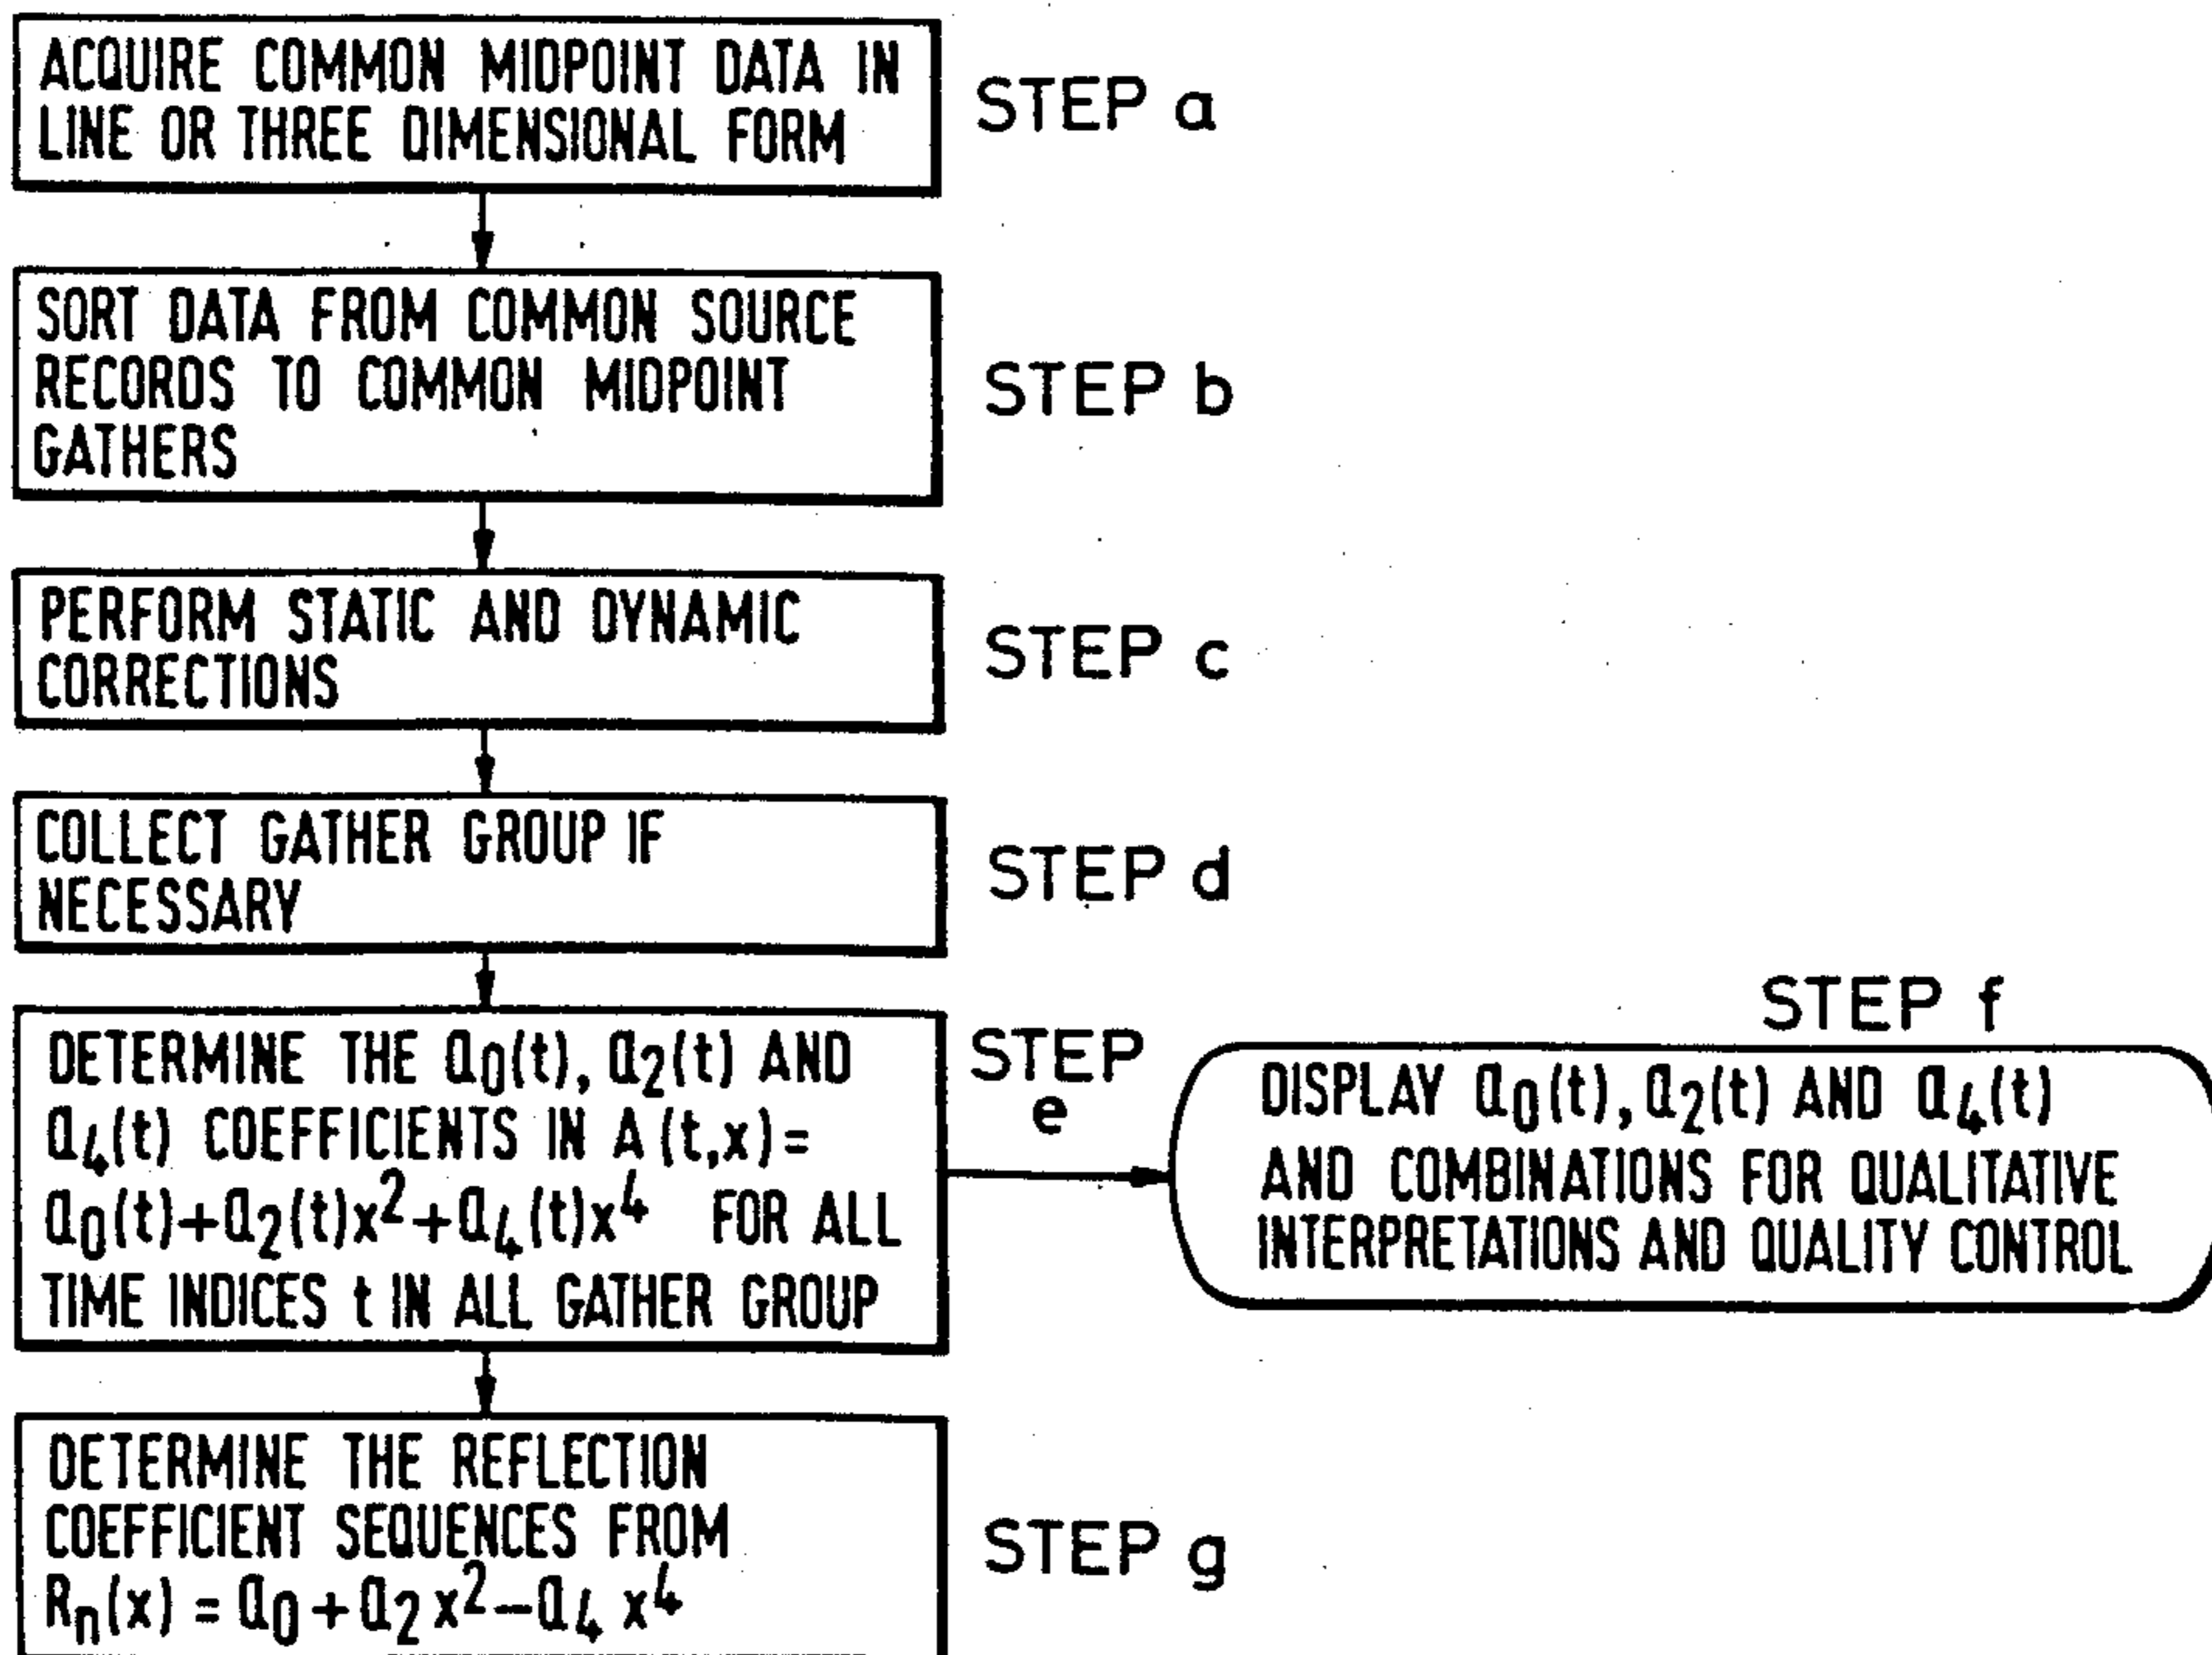 ACQUIRE COMMON MIDPOINT DATA IN
LINE OR THREE DIMENSIONAL FORM
STEP a
SORT DATA FROM COMMON SOURCE
RECORDS TO COMMON MIDPOINT
GATHERS
STEP b
PERFORM STATIC AND DYNAMIC
CORRECTIONS
STEP c
COLLECT GATHER GROUP IF
NECESSARY
STEP d
DETERMINE THE a₀(t), a₂(t) AND
a₄(t) COEFFICIENTS IN A(t,x)=
a₀(t)+a₂(t)x²+a₄(t)x⁴ FOR ALL
TIME INDICES t IN ALL GATHER GROUP
STEP
e
STEP f
DISPLAY a₀(t), a₂(t) AND a₄(t)
AND COMBINATIONS FOR QUALITATIVE
INTERPRETATIONS AND QUALITY CONTROL
DETERMINE THE REFLECTION
COEFFICIENT SEQUENCES FROM
Rₙ(x) = a₀+a₂x²−a₄x⁴
STEP g